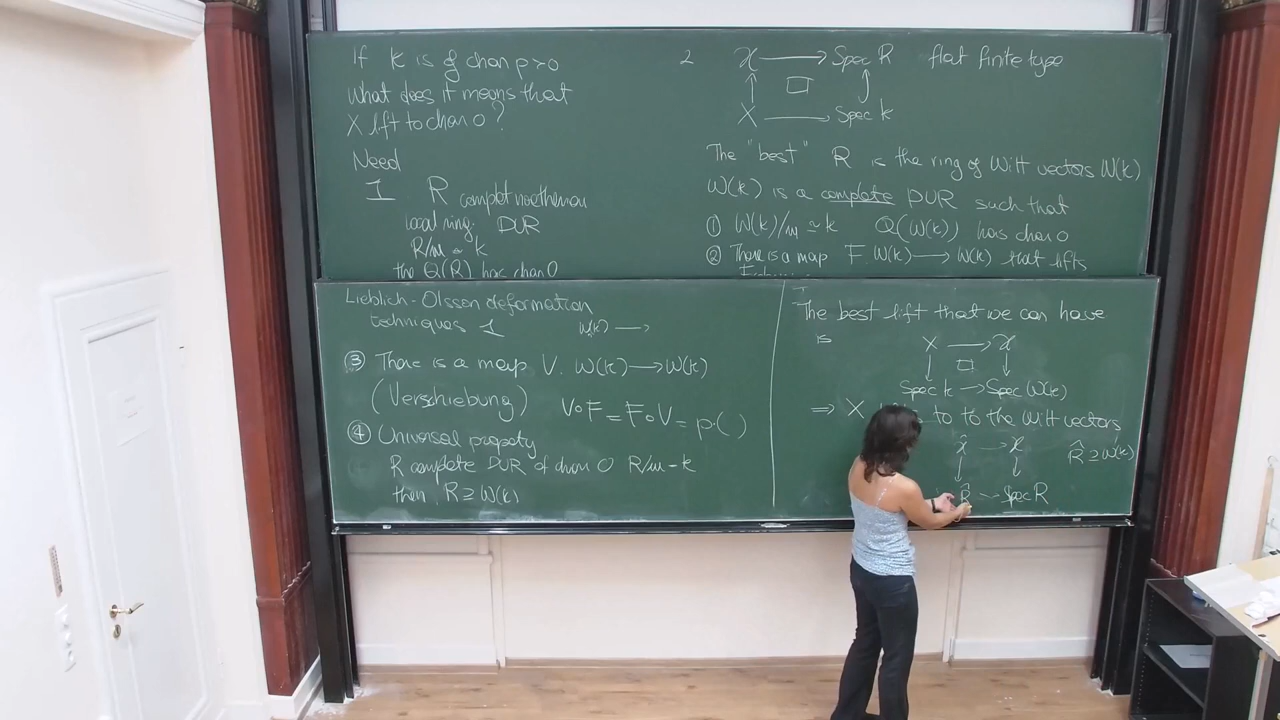 If k is of char p>0
What does it means that
X lift to char 0?
Need
1 R complet noetherian
local ring. DVR
R/m ≃ k
the Q(R) has char 0
2 𝒳 ⟶ Spec R flat finite type
□
X ⟶ Spec k
The "best" R is the ring of Witt vectors W(k)
W(k) is a complete DVR such that
① W(k)/m ≃ k Q(W(k)) has char 0
② There is a map F W(k) ⟶ W(k) that lifts
Lieblich-Olsson deformation
techniques 1 W(k) ⟶
③ There is a map V. W(k) ⟶ W(k)
(Verschiebung) V∘F = F∘V = p·( )
④ Universal property
R complete DVR of char 0 R/m = k
then, R ⊇ W(k)
The best lift that we can have
is
X ⟶ 𝒳
□
Spec k ⟶ Spec W(k)
⟹ X to to the Witt vectors
𝒳̂ ⟶ 𝒳 R̂ ⊇ W(k)
R̂ ⟶ Spec R